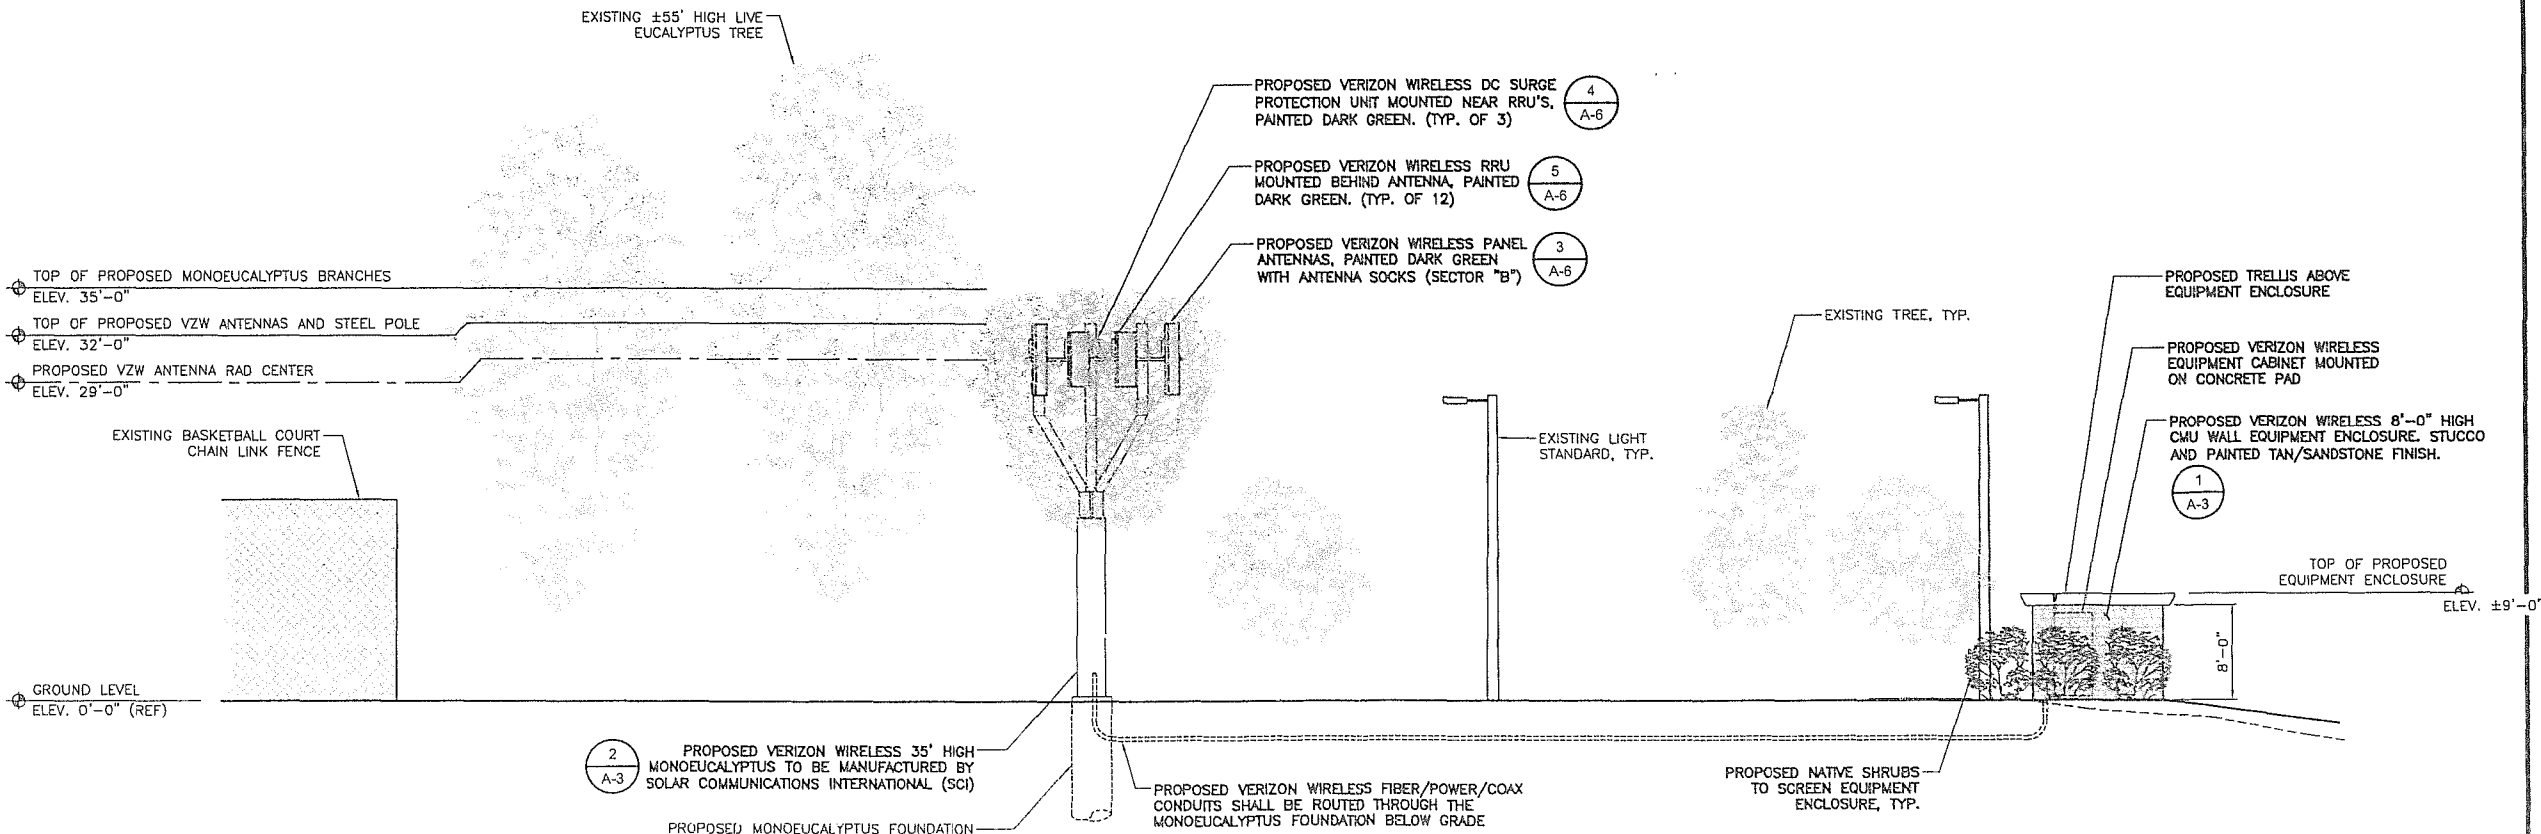 EXISTING ±55' HIGH LIVE
EUCALYPTUS TREE
PROPOSED VERIZON WIRELESS DC SURGE
PROTECTION UNIT MOUNTED NEAR RRU'S,
PAINTED DARK GREEN. (TYP. OF 3)
4
A-6
PROPOSED VERIZON WIRELESS RRU
MOUNTED BEHIND ANTENNA, PAINTED
DARK GREEN. (TYP. OF 12)
5
A-6
PROPOSED VERIZON WIRELESS PANEL
ANTENNAS, PAINTED DARK GREEN
WITH ANTENNA SOCKS (SECTOR "B")
3
A-6
TOP OF PROPOSED MONOEUCALYPTUS BRANCHES
ELEV. 35'-0"
TOP OF PROPOSED VZW ANTENNAS AND STEEL POLE
ELEV. 32'-0"
PROPOSED VZW ANTENNA RAD CENTER
ELEV. 29'-0"
EXISTING BASKETBALL COURT
CHAIN LINK FENCE
EXISTING TREE, TYP.
EXISTING LIGHT
STANDARD, TYP.
PROPOSED TRELLIS ABOVE
EQUIPMENT ENCLOSURE
PROPOSED VERIZON WIRELESS
EQUIPMENT CABINET MOUNTED
ON CONCRETE PAD
PROPOSED VERIZON WIRELESS 8'-0" HIGH
CMU WALL EQUIPMENT ENCLOSURE. STUCCO
AND PAINTED TAN/SANDSTONE FINISH.
1
A-3
TOP OF PROPOSED
EQUIPMENT ENCLOSURE
ELEV. ±9'-0"
8'-0"
GROUND LEVEL
ELEV. 0'-0" (REF)
2
A-3
PROPOSED VERIZON WIRELESS 35' HIGH
MONOEUCALYPTUS TO BE MANUFACTURED BY
SOLAR COMMUNICATIONS INTERNATIONAL (SCI)
PROPOSED MONOEUCALYPTUS FOUNDATION
PROPOSED VERIZON WIRELESS FIBER/POWER/COAX
CONDUITS SHALL BE ROUTED THROUGH THE
MONOEUCALYPTUS FOUNDATION BELOW GRADE
PROPOSED NATIVE SHRUBS
TO SCREEN EQUIPMENT
ENCLOSURE, TYP.